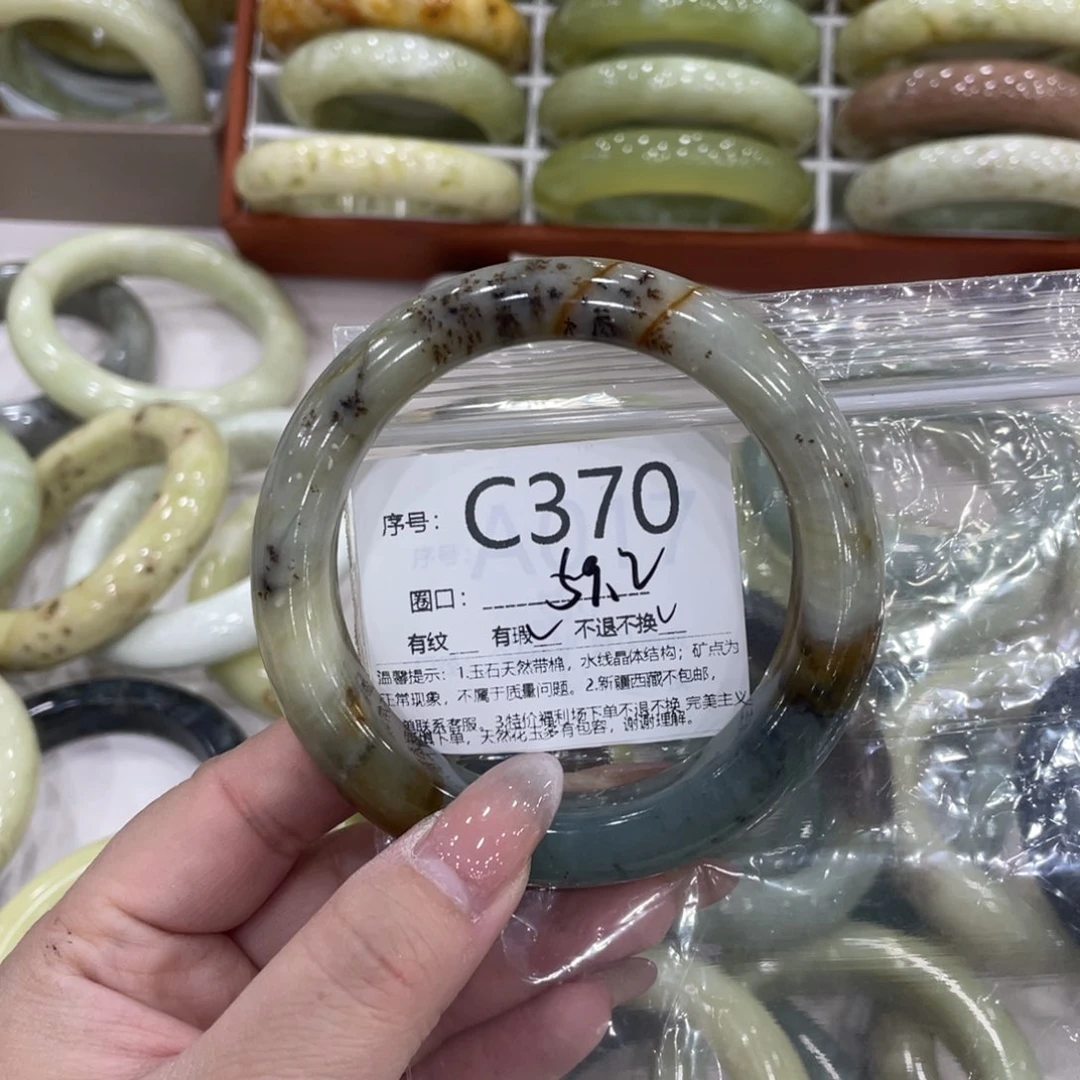 序号: C370
圈口: 59.2
有纹__ 有瑕✓ 不退不换✓
温馨提示: 1.玉石天然带棉, 水线晶体结构; 矿点为
正常现象, 不属于质量问题。2.新疆西藏不包邮,
联系客服。3特价福利场下单不退不换 完美主义
下单, 天然花玉多有包容, 谢谢理解。